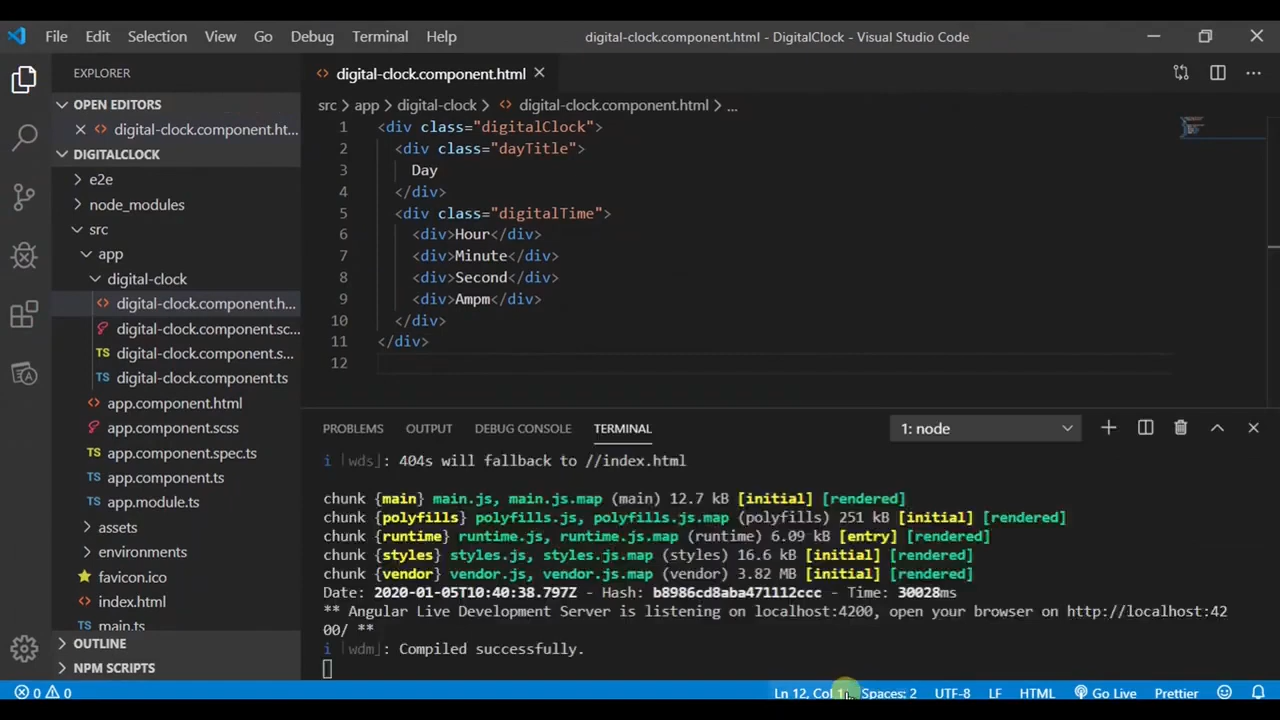 File Edit Selection View Go Debug Terminal Help digital-clock.component.html - DigitalClock - Visual Studio Code
EXPLORER
OPEN EDITORS
digital-clock.component.ht...
DIGITALCLOCK
e2e
node_modules
src
app
digital-clock
digital-clock.component.h...
digital-clock.component.sc...
TS digital-clock.component.s...
TS digital-clock.component.ts
app.component.html
app.component.scss
TS app.component.spec.ts
TS app.component.ts
TS app.module.ts
assets
environments
favicon.ico
index.html
main.ts
OUTLINE
NPM SCRIPTS
digital-clock.component.html
src > app > digital-clock > digital-clock.component.html > ...
1 <div class="digitalClock">
2 <div class="dayTitle">
3 Day
4 </div>
5 <div class="digitalTime">
6 <div>Hour</div>
7 <div>Minute</div>
8 <div>Second</div>
9 <div>Ampm</div>
10 </div>
11 </div>
12
PROBLEMS OUTPUT DEBUG CONSOLE TERMINAL 1: node
i ｢wds｣: 404s will fallback to //index.html
chunk {main} main.js, main.js.map (main) 12.7 kB [initial] [rendered]
chunk {polyfills} polyfills.js, polyfills.js.map (polyfills) 251 kB [initial] [rendered]
chunk {runtime} runtime.js, runtime.js.map (runtime) 6.09 kB [entry] [rendered]
chunk {styles} styles.js, styles.js.map (styles) 16.6 kB [initial] [rendered]
chunk {vendor} vendor.js, vendor.js.map (vendor) 3.82 MB [initial] [rendered]
Date: 2020-01-05T10:40:38.797Z - Hash: b8986cd8aba471112ccc - Time: 30028ms
** Angular Live Development Server is listening on localhost:4200, open your browser on http://localhost:42
00/ **
i ｢wdm｣: Compiled successfully.
0 0 Ln 12, Col 1 Spaces: 2 UTF-8 LF HTML Go Live Prettier